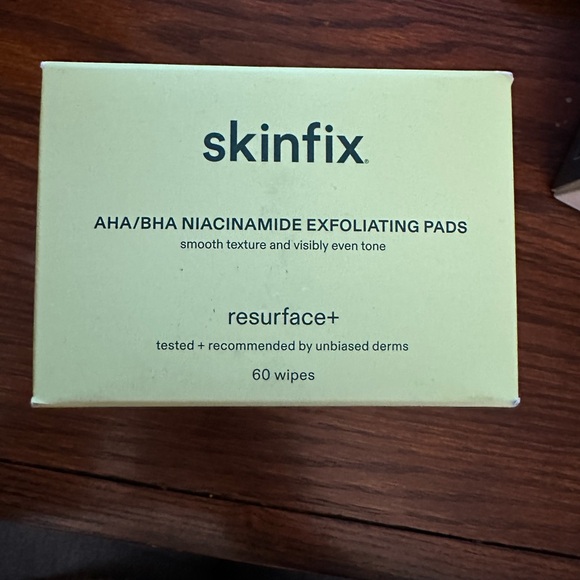 skinfix®
AHA/BHA NIACINAMIDE EXFOLIATING PADS
smooth texture and visibly even tone
resurface+
tested + recommended by unbiased derms
60 wipes